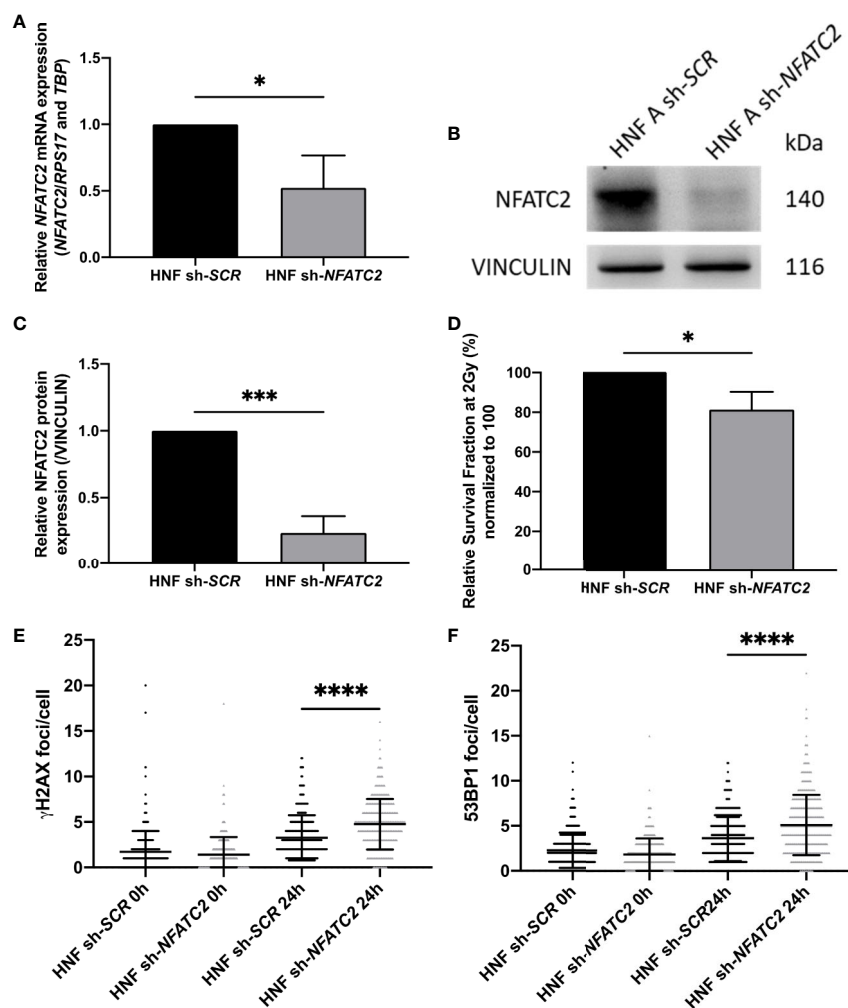 A
Relative NFATC2 mRNA expression
(NFATC2/RPS17 and TBP)
1.5
1.0
0.5
0.0
*
HNF sh-SCR
HNF sh-NFATC2
B
HNF A sh-SCR
HNF A sh-NFATC2
kDa
NFATC2
140
VINCULIN
116
C
Relative NFATC2 protein
expression (/VINCULIN)
1.5
1.0
0.5
0.0
***
HNF sh-SCR
HNF sh-NFATC2
D
Relative Survival Fraction at 2Gy (%)
normalized to 100
100
80
60
40
20
0
*
HNF sh-SCR
HNF sh-NFATC2
E
γH2AX foci/cell
25
20
15
10
5
0
****
HNF sh-SCR 0h
HNF sh-NFATC2 0h
HNF sh-SCR 24h
HNF sh-NFATC2 24h
F
53BP1 foci/cell
25
20
15
10
5
0
****
HNF sh-SCR 0h
HNF sh-NFATC2 0h
HNF sh-SCR24h
HNF sh-NFATC2 24h